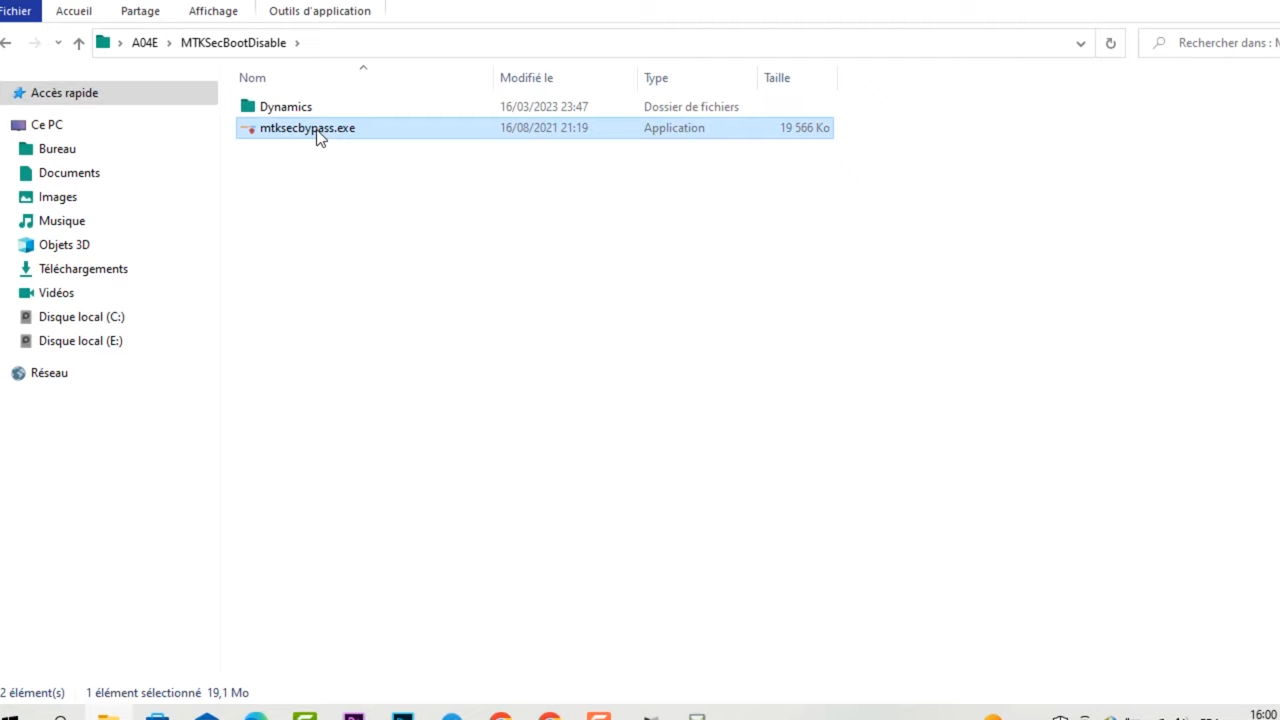 Fichier Accueil Partage Affichage Outils d'application
A04E > MTKSecBootDisable > Rechercher dans :
Nom Modifié le Type Taille
Accès rapide
Dynamics 16/03/2023 23:47 Dossier de fichiers
Ce PC
mtksecbypass.exe 16/08/2021 21:19 Application 19 566 Ko
Bureau
Documents
Images
Musique
Objets 3D
Téléchargements
Vidéos
Disque local (C:)
Disque local (E:)
Réseau
2 élément(s) 1 élément sélectionné 19,1 Mo
16:00